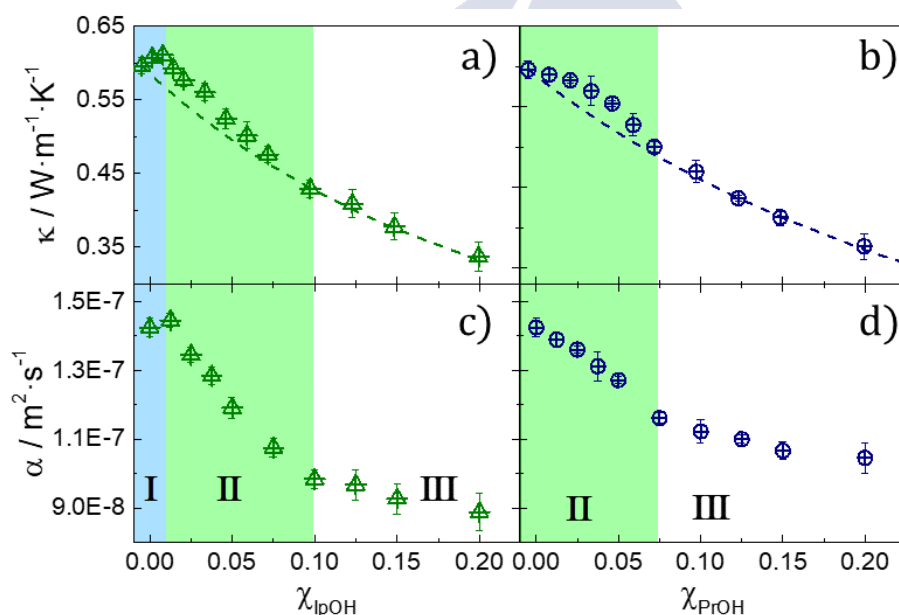 a)
b)
κ / W·m⁻¹·K⁻¹
0.65
0.55
0.45
0.35
c)
d)
α / m²·s⁻¹
1.5E-7
1.3E-7
1.1E-7
9.0E-8
I II III
II III
0.00 0.05 0.10 0.15 0.20
0.00 0.05 0.10 0.15 0.20
χIpOH
χPrOH